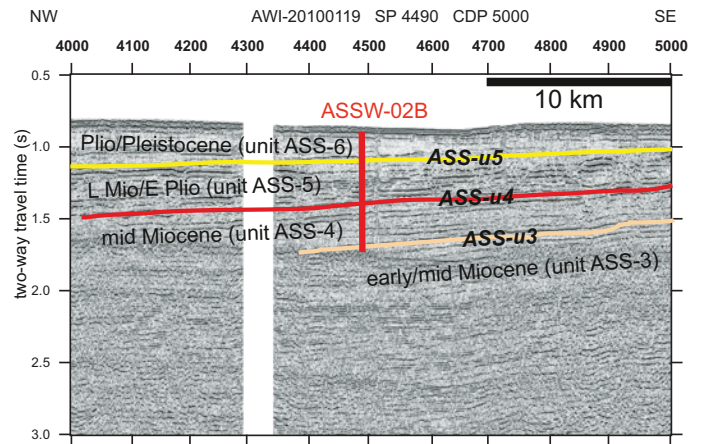 NW AWI-20100119 SP 4490 CDP 5000 SE
4000 4100 4200 4300 4400 4500 4600 4700 4800 4900 5000
0.5
10 km
ASSW-02B
Plio/Pleistocene (unit ASS-6)
1.0
ASS-u5
L Mio/E Plio (unit ASS-5)
ASS-u4
1.5
mid Miocene (unit ASS-4)
ASS-u3
early/mid Miocene (unit ASS-3)
2.0
2.5
3.0
two-way travel time (s)